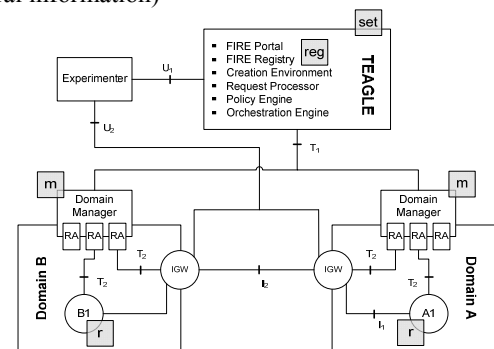 al information)
set
FIRE Portal
FIRE Registry
reg
Creation Environment
Request Processor
Policy Engine
Orchestration Engine
TEAGLE
Experimenter
U1
U2
T1
m
m
Domain
Manager
Domain
Manager
RA RA RA
RA RA RA
T2
T2
T2
T2
IGW
I2
IGW
Domain B
Domain A
B1
r
I1
A1
r